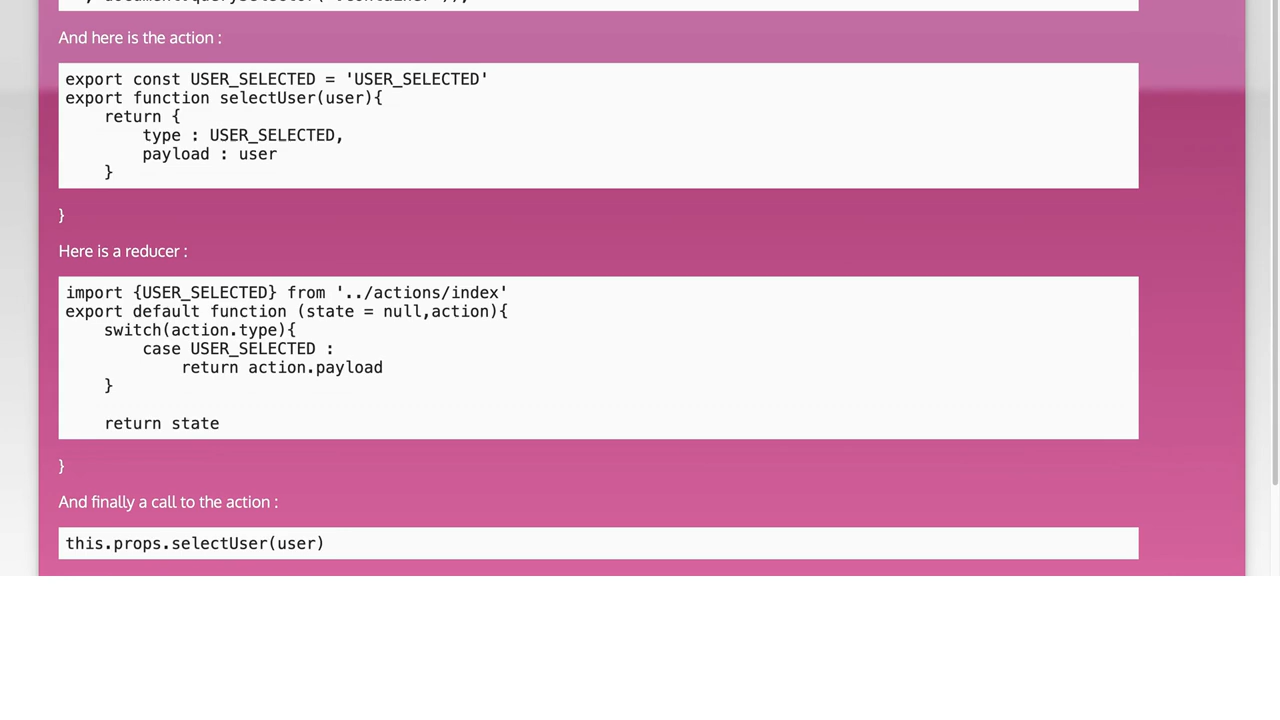 And here is the action :
export const USER_SELECTED = 'USER_SELECTED'
export function selectUser(user){
    return {
        type : USER_SELECTED,
        payload : user
    }
}
Here is a reducer :
import {USER_SELECTED} from '../actions/index'
export default function (state = null,action){
    switch(action.type){
        case USER_SELECTED :
            return action.payload
    }
    return state
}
And finally a call to the action :
this.props.selectUser(user)